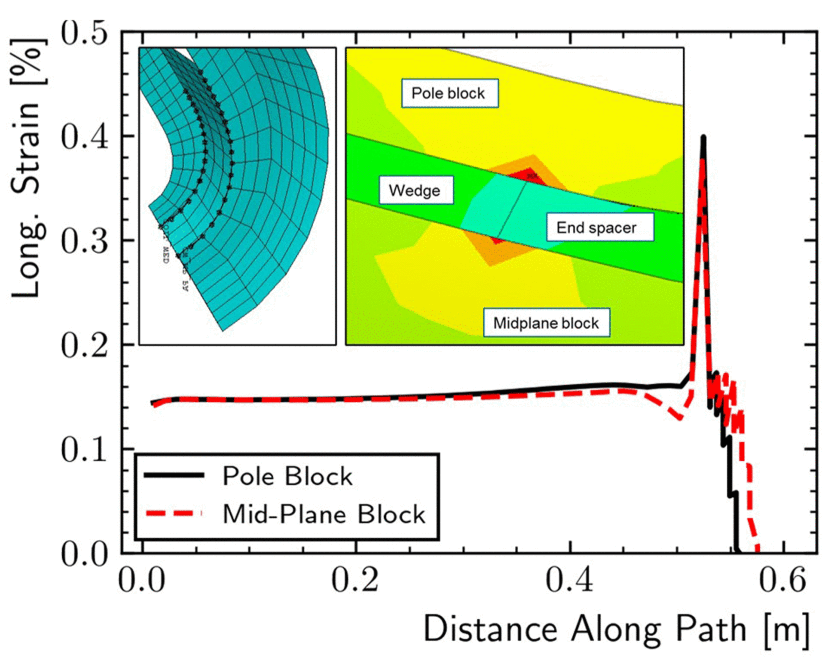 0.5
0.4
0.3
0.2
0.1
0.0
Long. Strain [%]
Pole block
Wedge
End spacer
Midplane block
Pole Block
Mid-Plane Block
0.0
0.2
0.4
0.6
Distance Along Path [m]